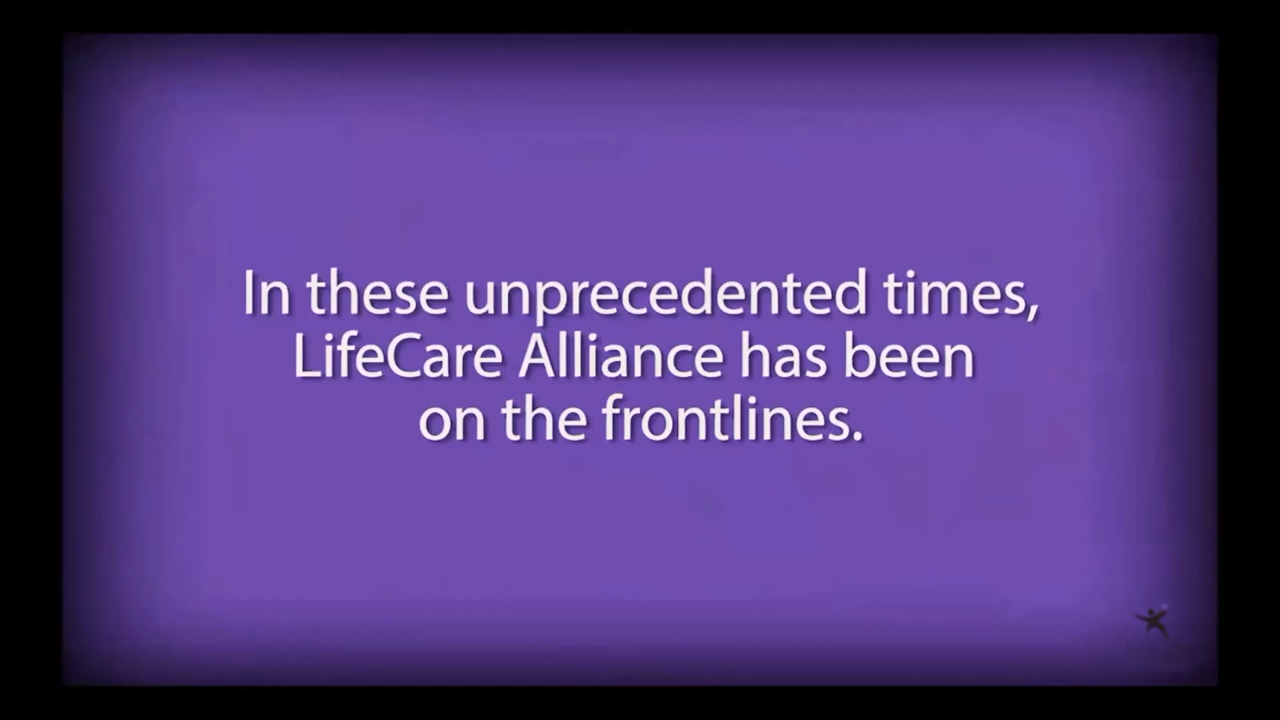 In these unprecedented times,
LifeCare Alliance has been
on the frontlines.